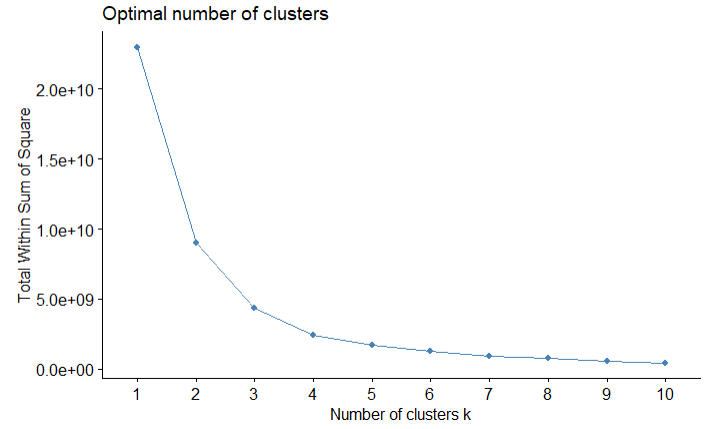 Optimal number of clusters
Total Within Sum of Square
2.0e+10
1.5e+10
1.0e+10
5.0e+09
0.0e+00
1 2 3 4 5 6 7 8 9 10
Number of clusters k